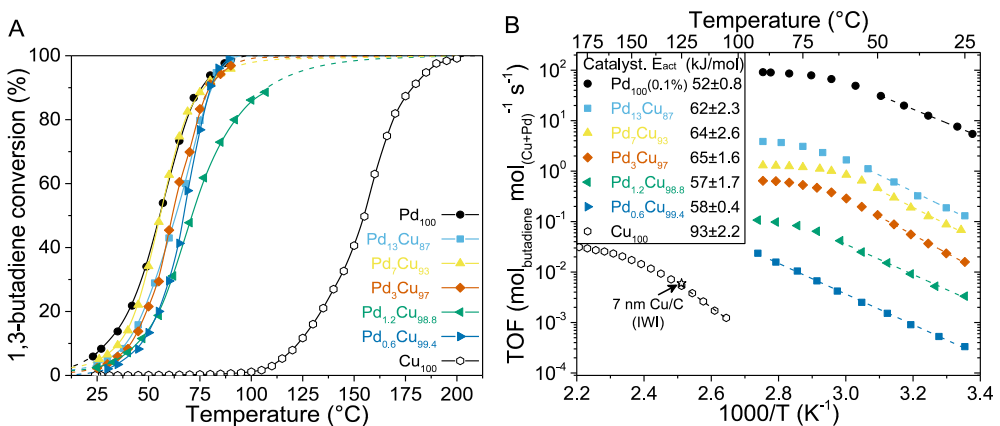 A
1,3-butadiene conversion (%)
100
80
60
40
20
0
0 25 50 75 100 125 150 175 200
Temperature (°C)
Pd100
Pd13Cu87
Pd7Cu93
Pd3Cu97
Pd1.2Cu98.8
Pd0.6Cu99.4
Cu100
B
Temperature (°C)
175 150 125 100 75 50 25
TOF (molbutadiene mol(Cu+Pd)-1 s-1)
10²
10¹
10⁰
10⁻¹
10⁻²
10⁻³
10⁻⁴
Catalyst. Eact. (kJ/mol)
Pd100(0.1%) 52±0.8
Pd13Cu87 62±2.3
Pd7Cu93 64±2.6
Pd3Cu97 65±1.6
Pd1.2Cu98.8 57±1.7
Pd0.6Cu99.4 58±0.4
Cu100 93±2.2
7 nm Cu/C
(IWI)
2.2 2.4 2.6 2.8 3.0 3.2 3.4
1000/T (K⁻¹)